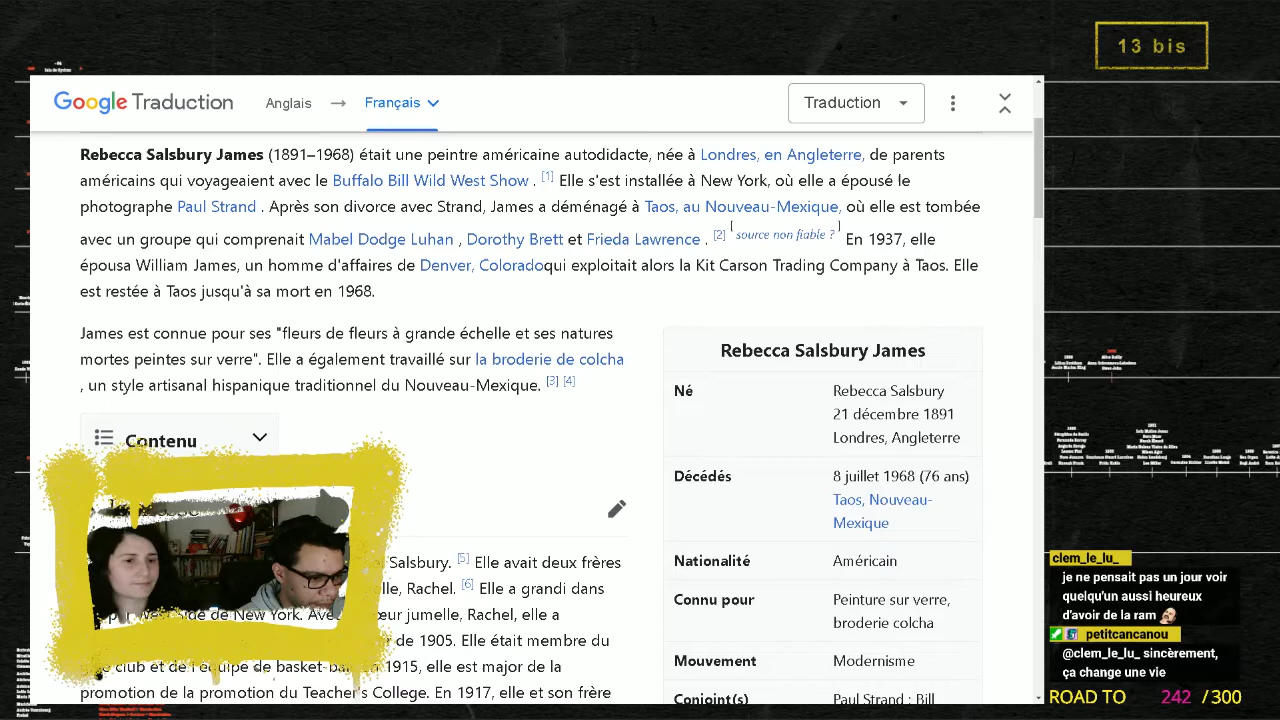 13 bis
Google Traduction
Anglais → Français
Traduction
Rebecca Salsbury James (1891–1968) était une peintre américaine autodidacte, née à Londres, en Angleterre, de parents
américains qui voyageaient avec le Buffalo Bill Wild West Show . [1] Elle s'est installée à New York, où elle a épousé le
photographe Paul Strand . Après son divorce avec Strand, James a déménagé à Taos, au Nouveau-Mexique, où elle est tombée
avec un groupe qui comprenait Mabel Dodge Luhan , Dorothy Brett et Frieda Lawrence . [2] [ source non fiable ? ] En 1937, elle
épousa William James, un homme d'affaires de Denver, Coloradoqui exploitait alors la Kit Carson Trading Company à Taos. Elle
est restée à Taos jusqu'à sa mort en 1968.
James est connue pour ses "fleurs de fleurs à grande échelle et ses natures
mortes peintes sur verre". Elle a également travaillé sur la broderie de colcha
, un style artisanal hispanique traditionnel du Nouveau-Mexique. [3] [4]
Contenu
Salsbury. [5] Elle avait deux frères
Rachel. [6] Elle a grandi dans
de New York. jumelle, Rachel, elle a
de 1905. Elle était membre du
club et de l'équipe de basket-ball. 1915, elle est major de la
promotion de la promotion du Teacher's College. En 1917, elle et son frère
Rebecca Salsbury James
Né
Rebecca Salsbury
21 décembre 1891
Londres, Angleterre
Décédés
8 juillet 1968 (76 ans)
Taos, Nouveau-
Mexique
Nationalité
Américain
Connu pour
Peinture sur verre,
broderie colcha
Mouvement
Modernisme
Conjoint(s)
Paul Strand ; Bill
clem_le_lu_
je ne pensait pas un jour voir
quelqu'un aussi heureux
d'avoir de la ram
petitcancanou
@clem_le_lu_ sincèrement,
ça change une vie
ROAD TO 242 /300